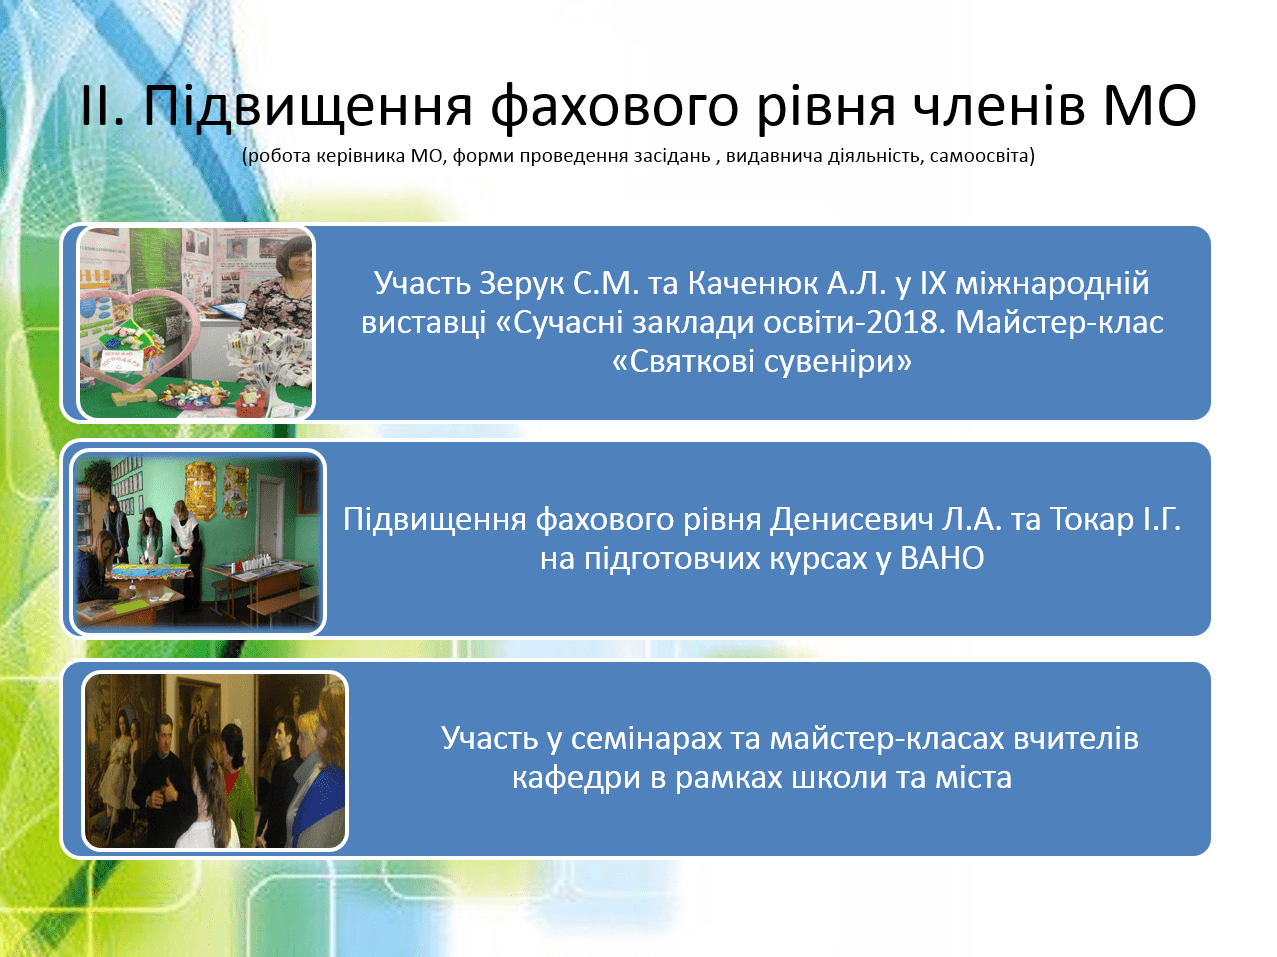 ІІ. Підвищення фахового рівня членів МО
(робота керівника МО, форми проведення засідань , видавнича діяльність, самоосвіта)
Участь Зерук С.М. та Каченюк А.Л. у ІХ міжнародній
виставці «Сучасні заклади освіти-2018. Майстер-клас
«Святкові сувеніри»
Підвищення фахового рівня Денисевич Л.А. та Токар І.Г.
на підготовчих курсах у ВАНО
Участь у семінарах та майстер-класах вчителів
кафедри в рамках школи та міста